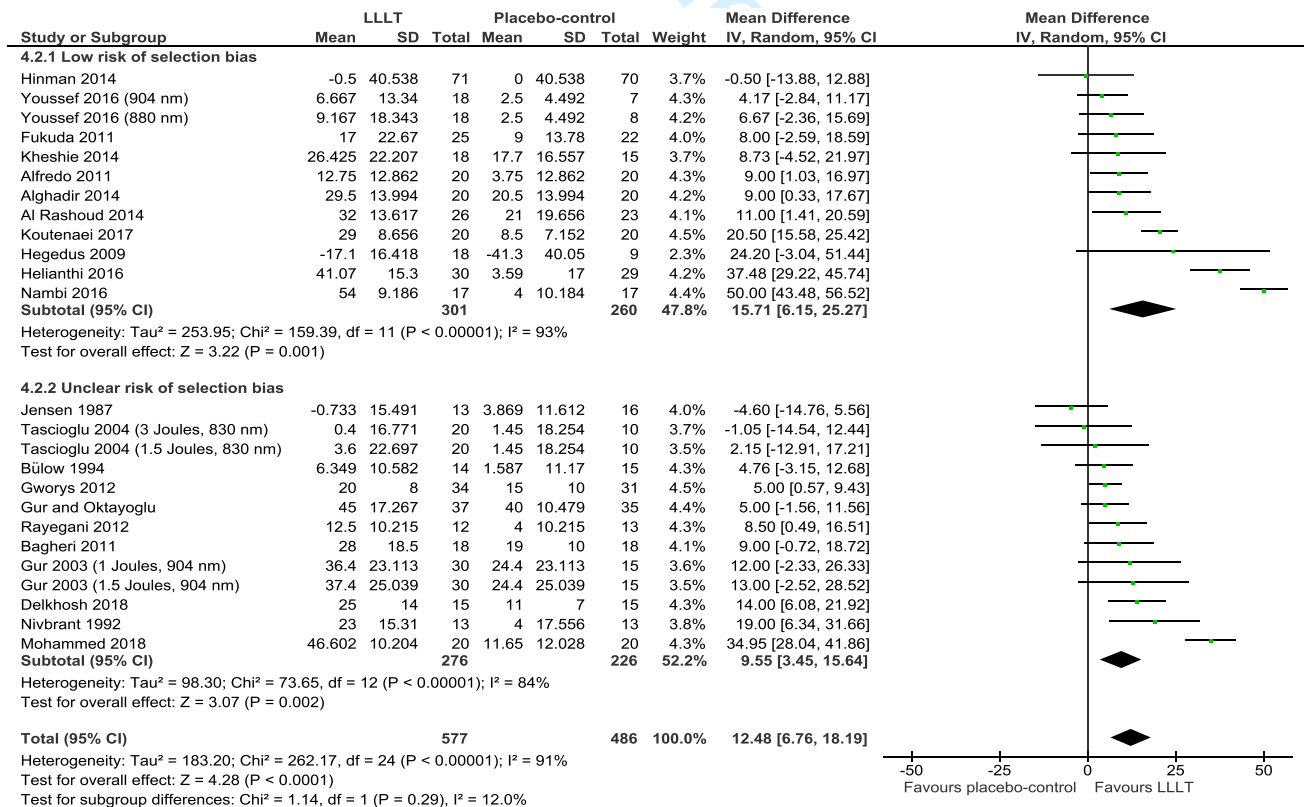 LLLT Placebo-control Mean Difference Mean Difference
Study or Subgroup Mean SD Total Mean SD Total Weight IV, Random, 95% CI IV, Random, 95% CI
4.2.1 Low risk of selection bias
Hinman 2014 -0.5 40.538 71 0 40.538 70 3.7% -0.50 [-13.88, 12.88]
Youssef 2016 (904 nm) 6.667 13.34 18 2.5 4.492 7 4.3% 4.17 [-2.84, 11.17]
Youssef 2016 (880 nm) 9.167 18.343 18 2.5 4.492 8 4.2% 6.67 [-2.36, 15.69]
Fukuda 2011 17 22.67 25 9 13.78 22 4.0% 8.00 [-2.59, 18.59]
Kheshie 2014 26.425 22.207 18 17.7 16.557 15 3.7% 8.73 [-4.52, 21.97]
Alfredo 2011 12.75 12.862 20 3.75 12.862 20 4.3% 9.00 [1.03, 16.97]
Alghadir 2014 29.5 13.994 20 20.5 13.994 20 4.2% 9.00 [0.33, 17.67]
Al Rashoud 2014 32 13.617 26 21 19.656 23 4.1% 11.00 [1.41, 20.59]
Koutenaei 2017 29 8.656 20 8.5 7.152 20 4.5% 20.50 [15.58, 25.42]
Hegedus 2009 -17.1 16.418 18 -41.3 40.05 9 2.3% 24.20 [-3.04, 51.44]
Helianthi 2016 41.07 15.3 30 3.59 17 29 4.2% 37.48 [29.22, 45.74]
Nambi 2016 54 9.186 17 4 10.184 17 4.4% 50.00 [43.48, 56.52]
Subtotal (95% CI) 301 260 47.8% 15.71 [6.15, 25.27]
Heterogeneity: Tau² = 253.95; Chi² = 159.39, df = 11 (P < 0.00001); I² = 93%
Test for overall effect: Z = 3.22 (P = 0.001)
4.2.2 Unclear risk of selection bias
Jensen 1987 -0.733 15.491 13 3.869 11.612 16 4.0% -4.60 [-14.76, 5.56]
Tascioglu 2004 (3 Joules, 830 nm) 0.4 16.771 20 1.45 18.254 10 3.7% -1.05 [-14.54, 12.44]
Tascioglu 2004 (1.5 Joules, 830 nm) 3.6 22.697 20 1.45 18.254 10 3.5% 2.15 [-12.91, 17.21]
Bülow 1994 6.349 10.582 14 1.587 11.17 15 4.3% 4.76 [-3.15, 12.68]
Gworys 2012 20 8 34 15 10 31 4.5% 5.00 [0.57, 9.43]
Gur and Oktayoglu 45 17.267 37 40 10.479 35 4.4% 5.00 [-1.56, 11.56]
Rayegani 2012 12.5 10.215 12 4 10.215 13 4.3% 8.50 [0.49, 16.51]
Bagheri 2011 28 18.5 18 19 10 18 4.1% 9.00 [-0.72, 18.72]
Gur 2003 (1 Joules, 904 nm) 36.4 23.113 30 24.4 23.113 15 3.6% 12.00 [-2.33, 26.33]
Gur 2003 (1.5 Joules, 904 nm) 37.4 25.039 30 24.4 25.039 15 3.5% 13.00 [-2.52, 28.52]
Delkhosh 2018 25 14 15 11 7 15 4.3% 14.00 [6.08, 21.92]
Nivbrant 1992 23 15.31 13 4 17.556 13 3.8% 19.00 [6.34, 31.66]
Mohammed 2018 46.602 10.204 20 11.65 12.028 20 4.3% 34.95 [28.04, 41.86]
Subtotal (95% CI) 276 226 52.2% 9.55 [3.45, 15.64]
Heterogeneity: Tau² = 98.30; Chi² = 73.65, df = 12 (P < 0.00001); I² = 84%
Test for overall effect: Z = 3.07 (P = 0.002)
Total (95% CI) 577 486 100.0% 12.48 [6.76, 18.19]
Heterogeneity: Tau² = 183.20; Chi² = 262.17, df = 24 (P < 0.00001); I² = 91%
Test for overall effect: Z = 4.28 (P < 0.0001)
Test for subgroup differences: Chi² = 1.14, df = 1 (P = 0.29), I² = 12.0%
-50 -25 0 25 50
Favours placebo-control Favours LLLT